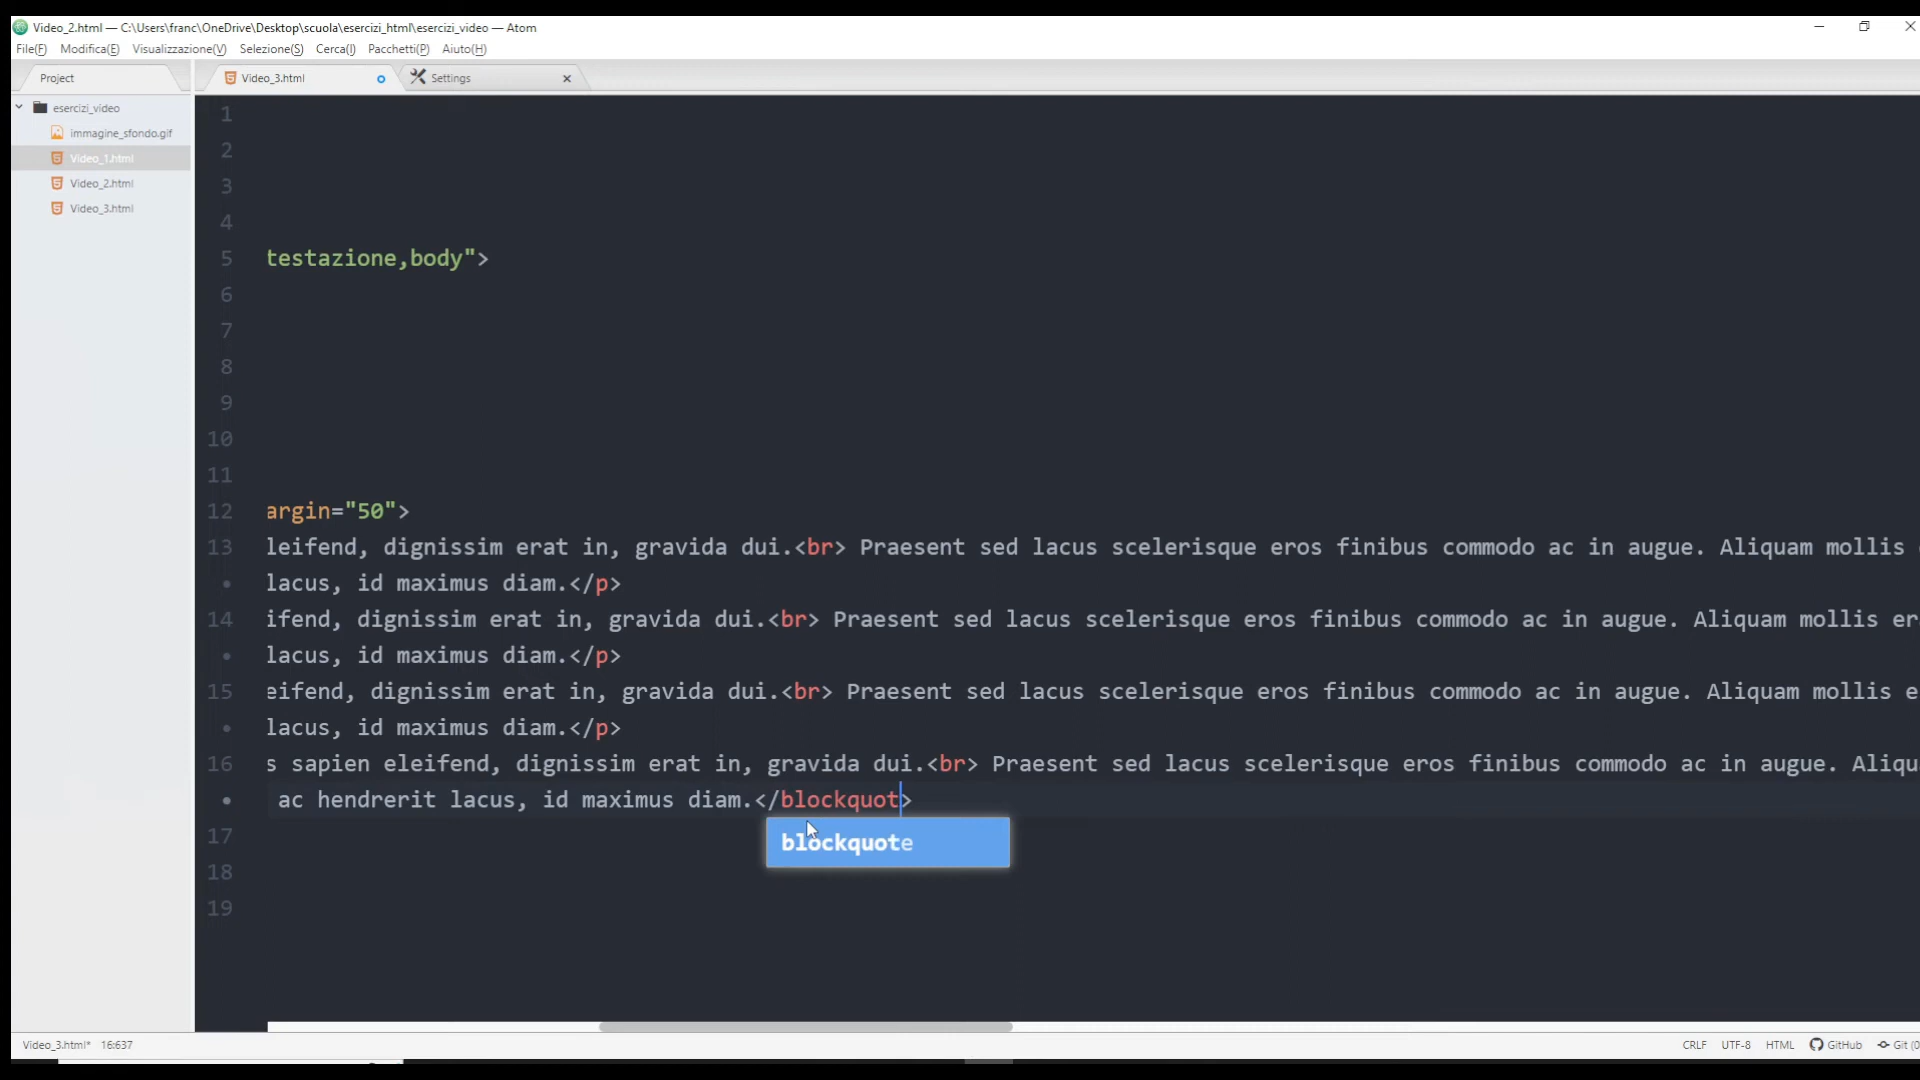 Video_2.html — C:\Users\franc\OneDrive\Desktop\scuola\esercizi_html\esercizi_video — Atom
File(F) Modifica(E) Visualizzazione(V) Selezione(S) Cerca(I) Pacchetti(P) Aiuto(H)
Project Video_3.html Settings
esercizi_video
immagine_sfondo.gif
Video_1.html
Video_2.html
Video_3.html
1
2
3
4
5 testazione,body">
6
7
8
9
10
11
12 argin="50">
13 leifend, dignissim erat in, gravida dui.<br> Praesent sed lacus scelerisque eros finibus commodo ac in augue. Aliquam mollis
lacus, id maximus diam.</p>
14 ifend, dignissim erat in, gravida dui.<br> Praesent sed lacus scelerisque eros finibus commodo ac in augue. Aliquam mollis er
lacus, id maximus diam.</p>
15 eifend, dignissim erat in, gravida dui.<br> Praesent sed lacus scelerisque eros finibus commodo ac in augue. Aliquam mollis e
lacus, id maximus diam.</p>
16 s sapien eleifend, dignissim erat in, gravida dui.<br> Praesent sed lacus scelerisque eros finibus commodo ac in augue. Aliqu
ac hendrerit lacus, id maximus diam.</blockquot>
17 blockquote
18
19
Video_3.html* 16:637 CRLF UTF-8 HTML GitHub Git (0